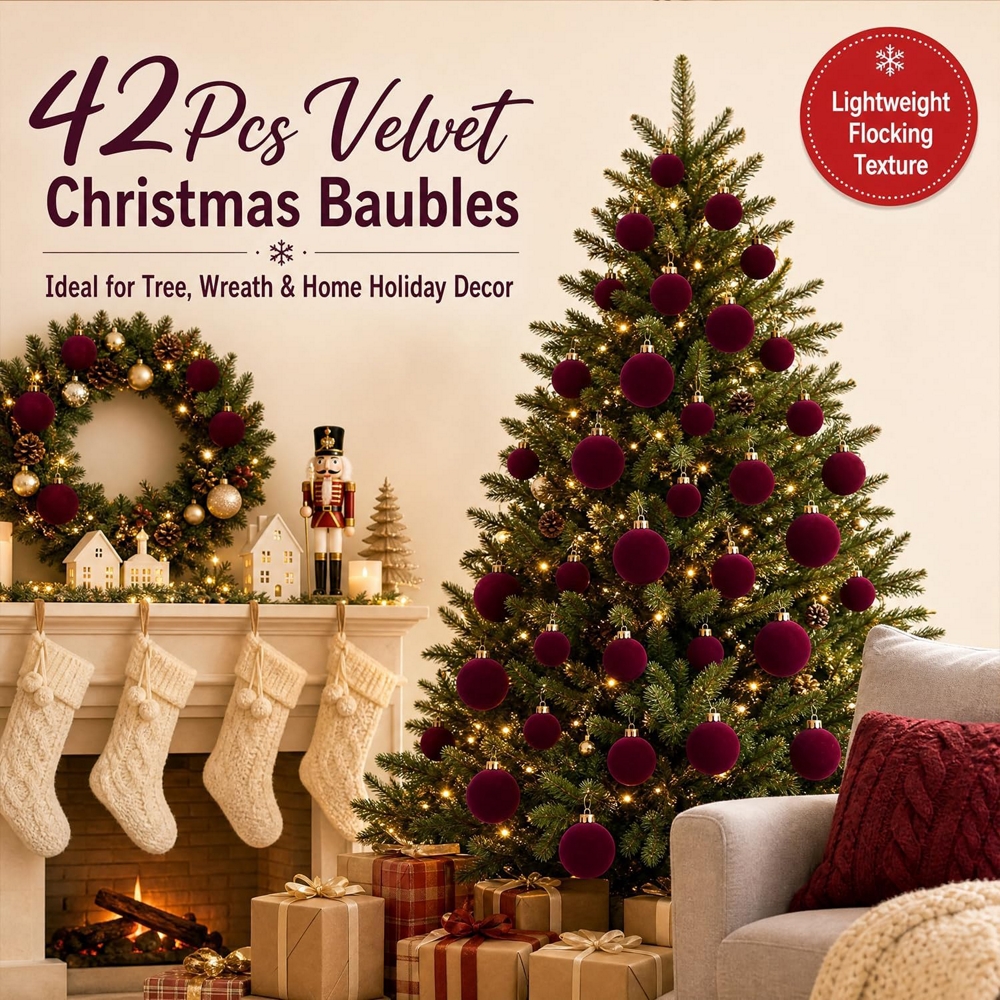 42 Pcs Velvet
Christmas Baubles
Ideal for Tree, Wreath & Home Holiday Decor
Lightweight
Flocking
Texture